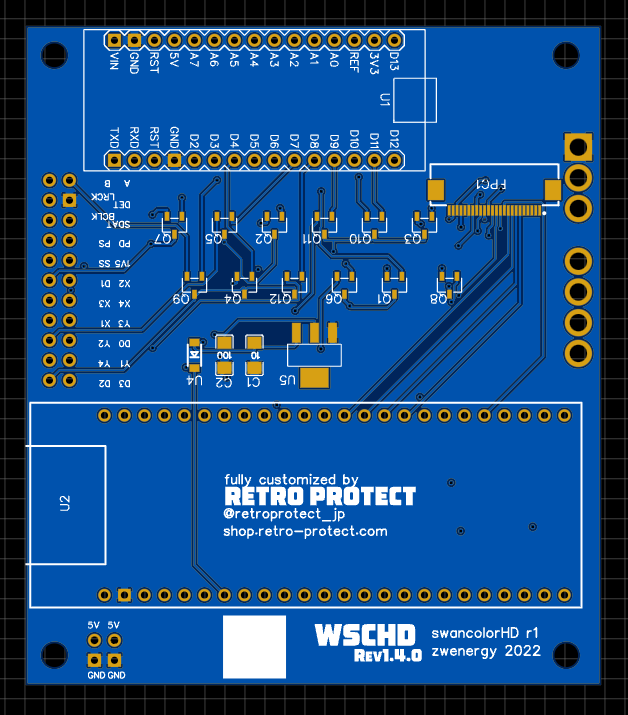 VIN GND RST 5V A7 A6 A5 A4 A3 A2 A1 A0 REF 3V3 D13
U1
TXD RXD RST GND D2 D3 D4 D5 D6 D7 D8 D9 D10 D11 D12
B A
LRCK DET
BCLK SDAT
PS PD
FPC1
Q7 Q5 Q2 Q11 Q10 Q3
1V5 SS
D1 X2
Q9 Q4 Q12 Q6 Q1 Q8
X3 X4
X1 Y3
Y2 D0
Y4 Y1
D2 D3
100 10
U4 C2 C1 U5
U2
fully customized by
RETRO PROTECT
@retroprotect_jp
shop.retro-protect.com
5V 5V
GND GND
WSCHD
REV1.4.0
swancolorHD r1
zwenergy 2022